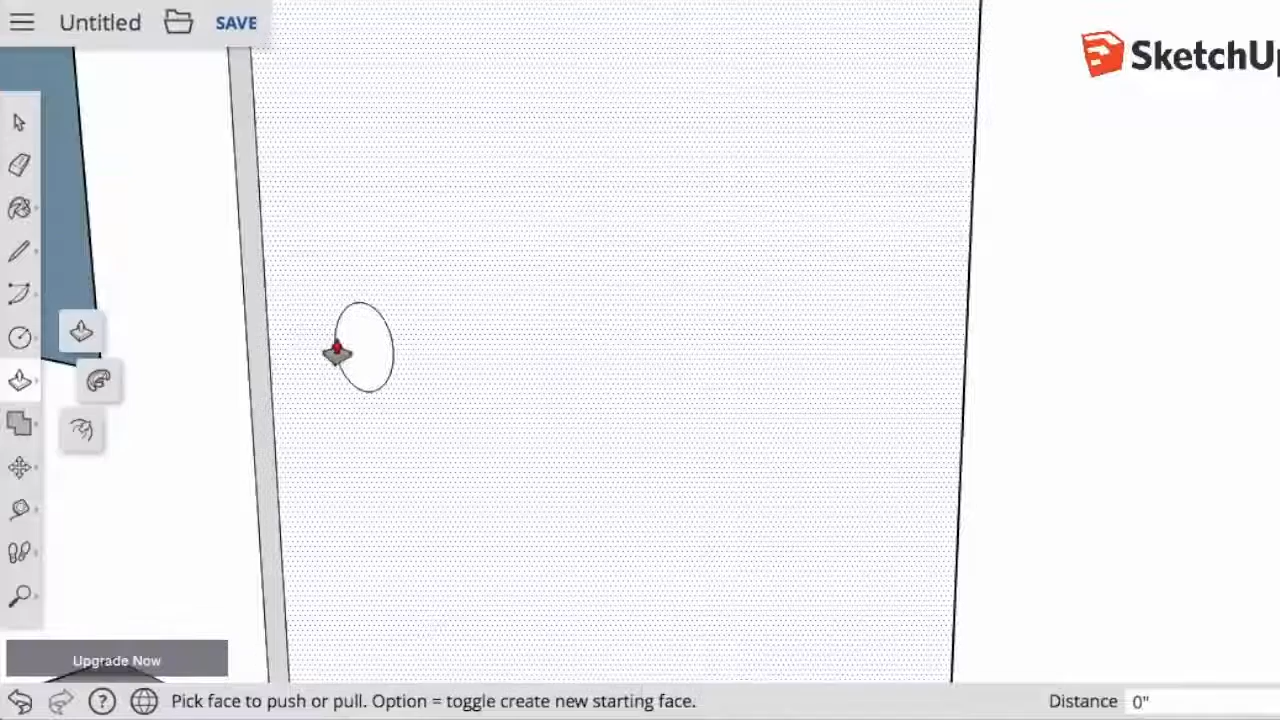 Untitled SAVE
SketchUp
Upgrade Now
Pick face to push or pull. Option = toggle create new starting face. Distance 0"